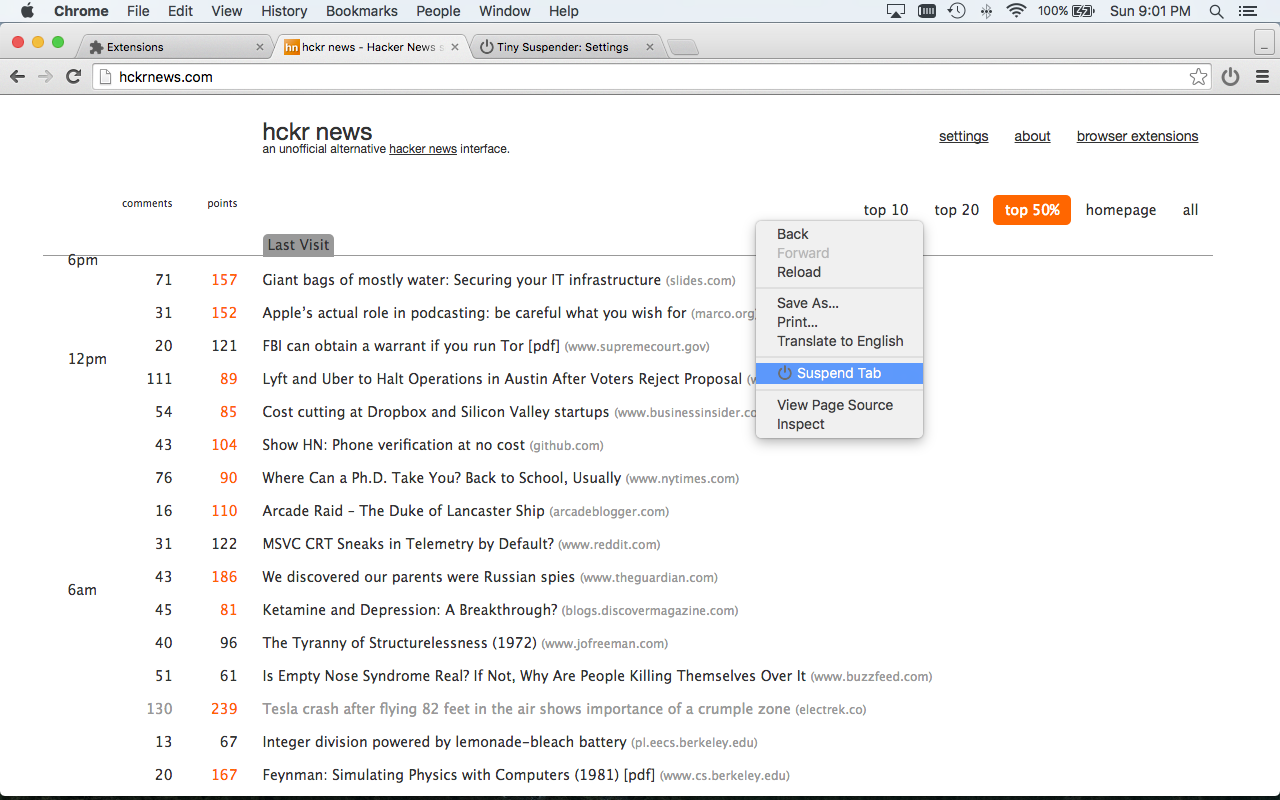 Chrome File Edit View History Bookmarks People Window Help 100% Sun 9:01 PM
Extensions
hn hckr news - Hacker News s
Tiny Suspender: Settings
hckrnews.com
hckr news
an unofficial alternative hacker news interface.
settings about browser extensions
comments points
top 10 top 20 top 50% homepage all
Last Visit
6pm
71 157 Giant bags of mostly water: Securing your IT infrastructure (slides.com)
31 152 Apple’s actual role in podcasting: be careful what you wish for (marco.org
20 121 FBI can obtain a warrant if you run Tor [pdf] (www.supremecourt.gov)
12pm
111 89 Lyft and Uber to Halt Operations in Austin After Voters Reject Proposal (
54 85 Cost cutting at Dropbox and Silicon Valley startups (www.businessinsider.co
43 104 Show HN: Phone verification at no cost (github.com)
76 90 Where Can a Ph.D. Take You? Back to School, Usually (www.nytimes.com)
16 110 Arcade Raid – The Duke of Lancaster Ship (arcadeblogger.com)
31 122 MSVC CRT Sneaks in Telemetry by Default? (www.reddit.com)
43 186 We discovered our parents were Russian spies (www.theguardian.com)
6am
45 81 Ketamine and Depression: A Breakthrough? (blogs.discovermagazine.com)
40 96 The Tyranny of Structurelessness (1972) (www.jofreeman.com)
51 61 Is Empty Nose Syndrome Real? If Not, Why Are People Killing Themselves Over It (www.buzzfeed.com)
130 239 Tesla crash after flying 82 feet in the air shows importance of a crumple zone (electrek.co)
13 67 Integer division powered by lemonade-bleach battery (pl.eecs.berkeley.edu)
20 167 Feynman: Simulating Physics with Computers (1981) [pdf] (www.cs.berkeley.edu)
Back
Forward
Reload
Save As...
Print...
Translate to English
Suspend Tab
View Page Source
Inspect